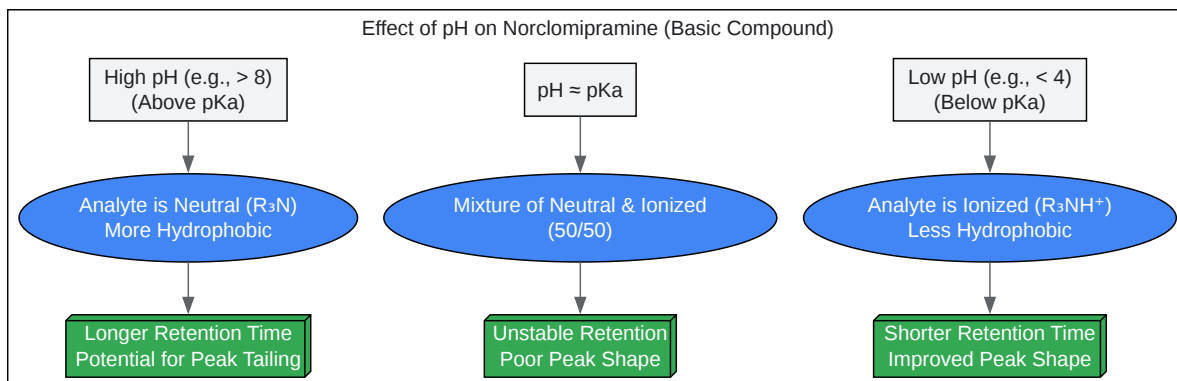 Effect of pH on Norclomipramine (Basic Compound)
High pH (e.g., > 8)
(Above pKa)
pH ≈ pKa
Low pH (e.g., < 4)
(Below pKa)
Analyte is Neutral (R₃N)
More Hydrophobic
Mixture of Neutral & Ionized
(50/50)
Analyte is Ionized (R₃NH⁺)
Less Hydrophobic
Longer Retention Time
Potential for Peak Tailing
Unstable Retention
Poor Peak Shape
Shorter Retention Time
Improved Peak Shape